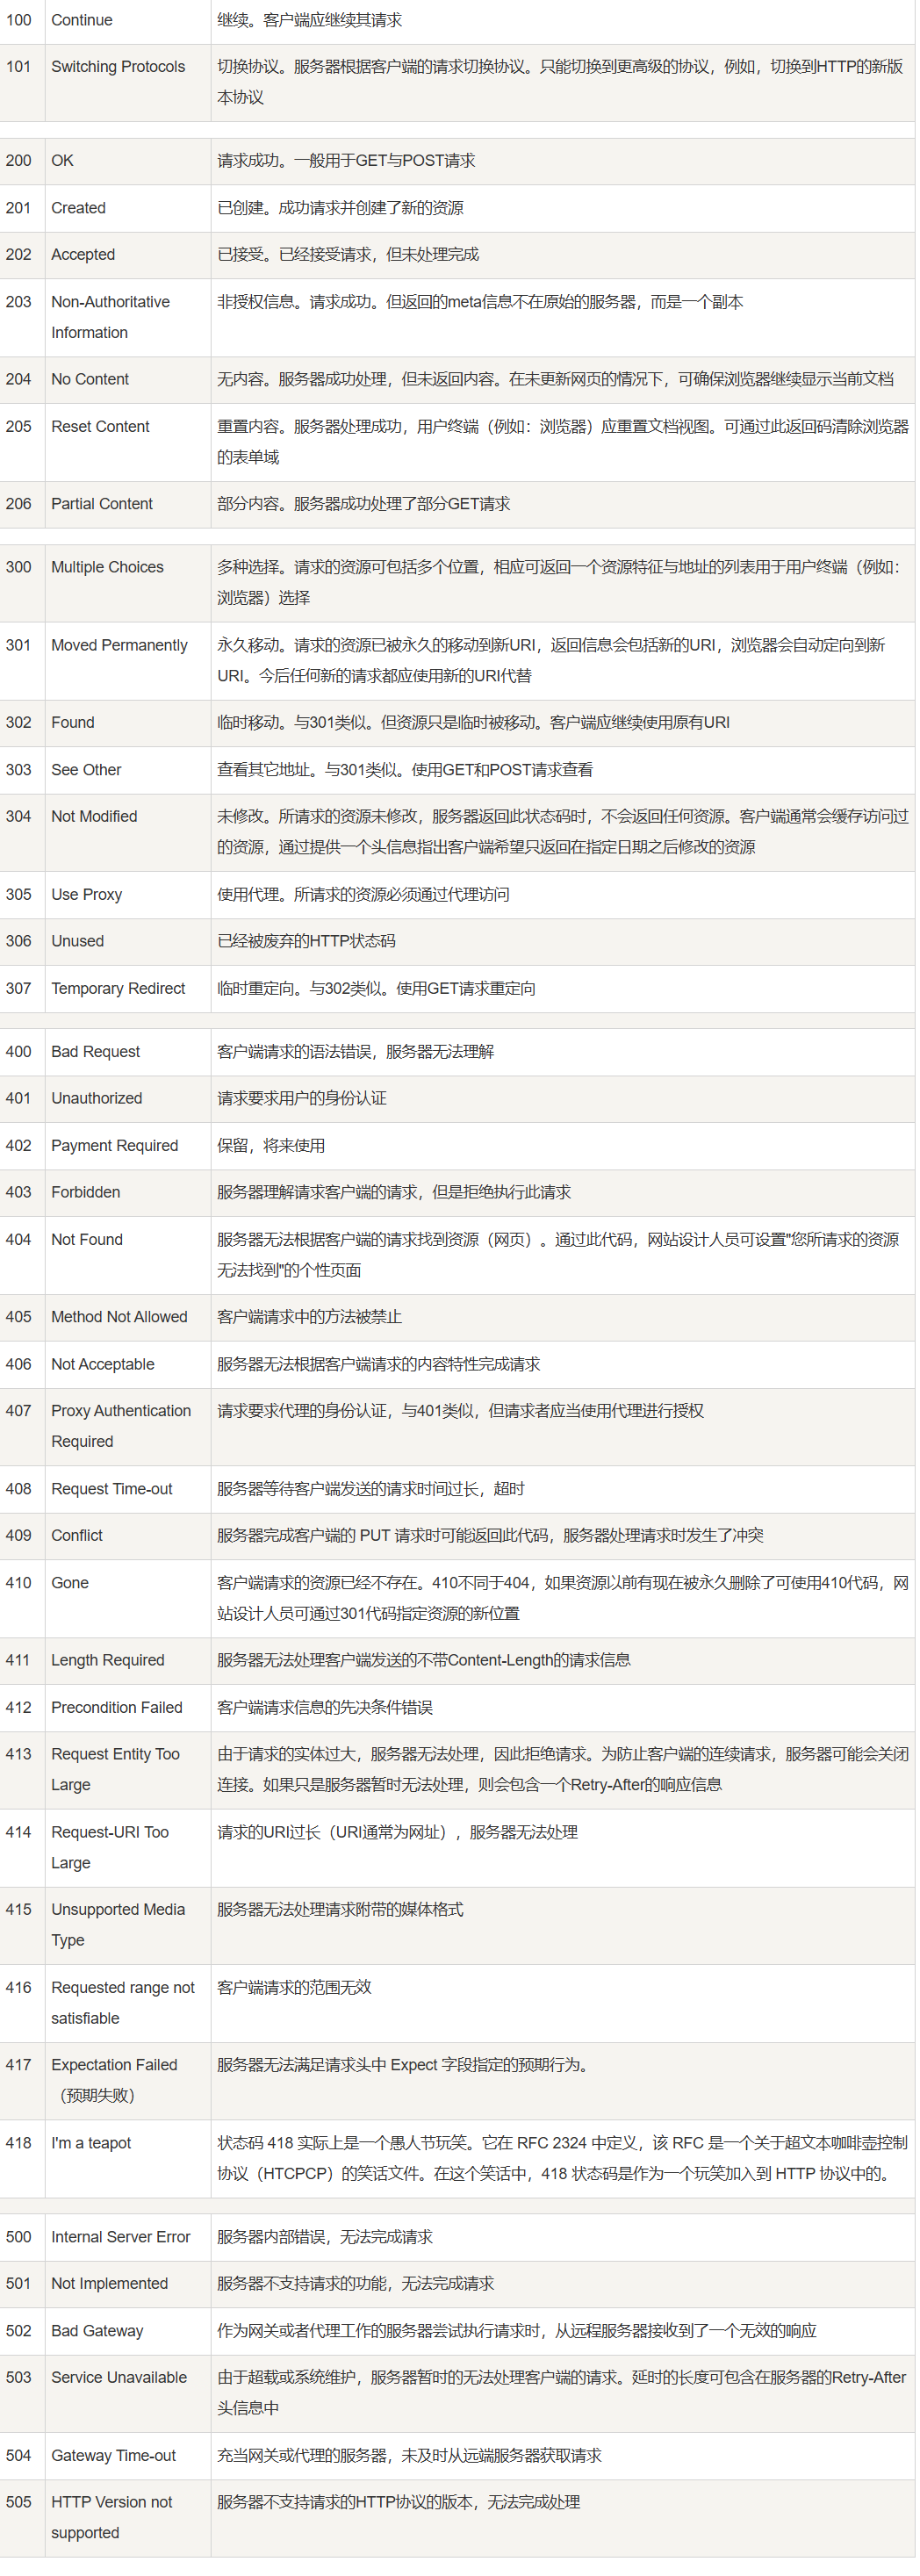 100 Continue 继续。客户端应继续其请求
101 Switching Protocols 切换协议。服务器根据客户端的请求切换协议。只能切换到更高级的协议，例如，切换到HTTP的新版
本协议
200 OK 请求成功。一般用于GET与POST请求
201 Created 已创建。成功请求并创建了新的资源
202 Accepted 已接受。已经接受请求，但未处理完成
203 Non-Authoritative 非授权信息。请求成功。但返回的meta信息不在原始的服务器，而是一个副本
Information
204 No Content 无内容。服务器成功处理，但未返回内容。在未更新网页的情况下，可确保浏览器继续显示当前文档
205 Reset Content 重置内容。服务器处理成功，用户终端（例如：浏览器）应重置文档视图。可通过此返回码清除浏览器
的表单域
206 Partial Content 部分内容。服务器成功处理了部分GET请求
300 Multiple Choices 多种选择。请求的资源可包括多个位置，相应可返回一个资源特征与地址的列表用于用户终端（例如：
浏览器）选择
301 Moved Permanently 永久移动。请求的资源已被永久的移动到新URI，返回信息会包括新的URI，浏览器会自动定向到新
URI。今后任何新的请求都应使用新的URI代替
302 Found 临时移动。与301类似。但资源只是临时被移动。客户端应继续使用原有URI
303 See Other 查看其它地址。与301类似。使用GET和POST请求查看
304 Not Modified 未修改。所请求的资源未修改，服务器返回此状态码时，不会返回任何资源。客户端通常会缓存访问过
的资源，通过提供一个头信息指出客户端希望只返回在指定日期之后修改的资源
305 Use Proxy 使用代理。所请求的资源必须通过代理访问
306 Unused 已经被废弃的HTTP状态码
307 Temporary Redirect 临时重定向。与302类似。使用GET请求重定向
400 Bad Request 客户端请求的语法错误，服务器无法理解
401 Unauthorized 请求要求用户的身份认证
402 Payment Required 保留，将来使用
403 Forbidden 服务器理解请求客户端的请求，但是拒绝执行此请求
404 Not Found 服务器无法根据客户端的请求找到资源（网页）。通过此代码，网站设计人员可设置"您所请求的资源
无法找到"的个性页面
405 Method Not Allowed 客户端请求中的方法被禁止
406 Not Acceptable 服务器无法根据客户端请求的内容特性完成请求
407 Proxy Authentication 请求要求代理的身份认证，与401类似，但请求者应当使用代理进行授权
Required
408 Request Time-out 服务器等待客户端发送的请求时间过长，超时
409 Conflict 服务器完成客户端的 PUT 请求时可能返回此代码，服务器处理请求时发生了冲突
410 Gone 客户端请求的资源已经不存在。410不同于404，如果资源以前有现在被永久删除了可使用410代码，网
站设计人员可通过301代码指定资源的新位置
411 Length Required 服务器无法处理客户端发送的不带Content-Length的请求信息
412 Precondition Failed 客户端请求信息的先决条件错误
413 Request Entity Too 由于请求的实体过大，服务器无法处理，因此拒绝请求。为防止客户端的连续请求，服务器可能会关闭
Large 连接。如果只是服务器暂时无法处理，则会包含一个Retry-After的响应信息
414 Request-URI Too 请求的URI过长（URI通常为网址），服务器无法处理
Large
415 Unsupported Media 服务器无法处理请求附带的媒体格式
Type
416 Requested range not 客户端请求的范围无效
satisfiable
417 Expectation Failed 服务器无法满足请求头中 Expect 字段指定的预期行为。
（预期失败）
418 I'm a teapot 状态码 418 实际上是一个愚人节玩笑。它在 RFC 2324 中定义，该 RFC 是一个关于超文本咖啡壶控制
协议（HTCPCP）的笑话文件。在这个笑话中，418 状态码是作为一个玩笑加入到 HTTP 协议中的。
500 Internal Server Error 服务器内部错误，无法完成请求
501 Not Implemented 服务器不支持请求的功能，无法完成请求
502 Bad Gateway 作为网关或者代理工作的服务器尝试执行请求时，从远程服务器接收到了一个无效的响应
503 Service Unavailable 由于超载或系统维护，服务器暂时的无法处理客户端的请求。延时的长度可包含在服务器的Retry-After
头信息中
504 Gateway Time-out 充当网关或代理的服务器，未及时从远端服务器获取请求
505 HTTP Version not 服务器不支持请求的HTTP协议的版本，无法完成处理
supported